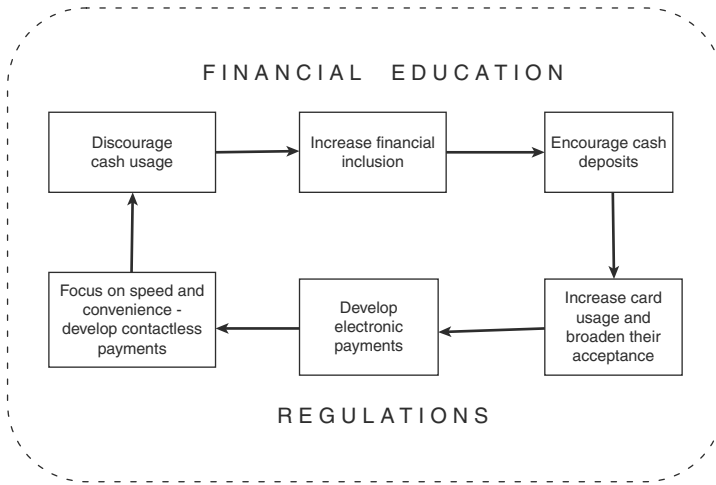 FINANCIAL EDUCATION
Discourage
cash usage
Increase financial
inclusion
Encourage cash
deposits
Focus on speed and
convenience -
develop contactless
payments
Develop
electronic
payments
Increase card
usage and
broaden their
acceptance
REGULATIONS